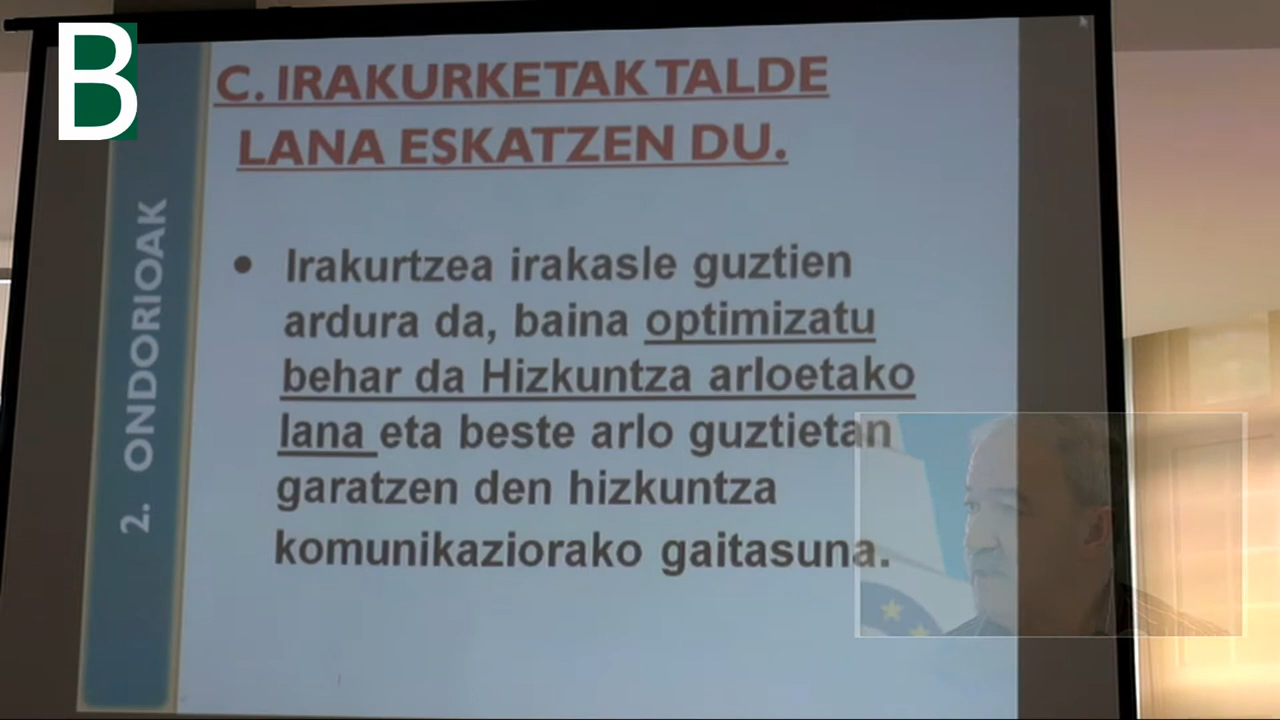 B
C. IRAKURKETAK TALDE
LANA ESKATZEN DU.
2. ONDORIOAK
• Irakurtzea irakasle guztien
ardura da, baina optimizatu
behar da Hizkuntza arloetako
lana eta beste arlo guztietan
garatzen den hizkuntza
komunikaziorako gaitasuna.